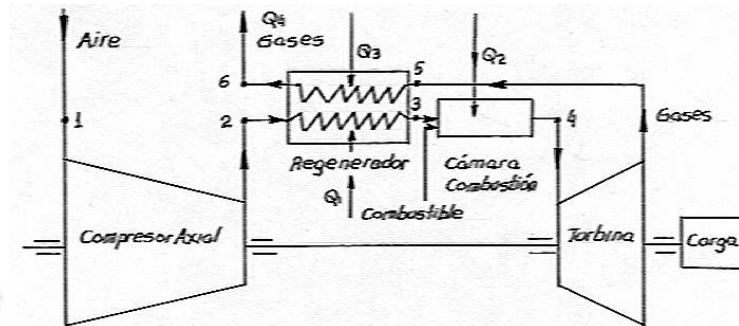 Q4
Aire
Gases
Q3
Q2
6
5
1
2
3
4
Gases
Regenerador
Cámara
Combustión
Q1
Combustible
Compresor Axial
Turbina
Carga